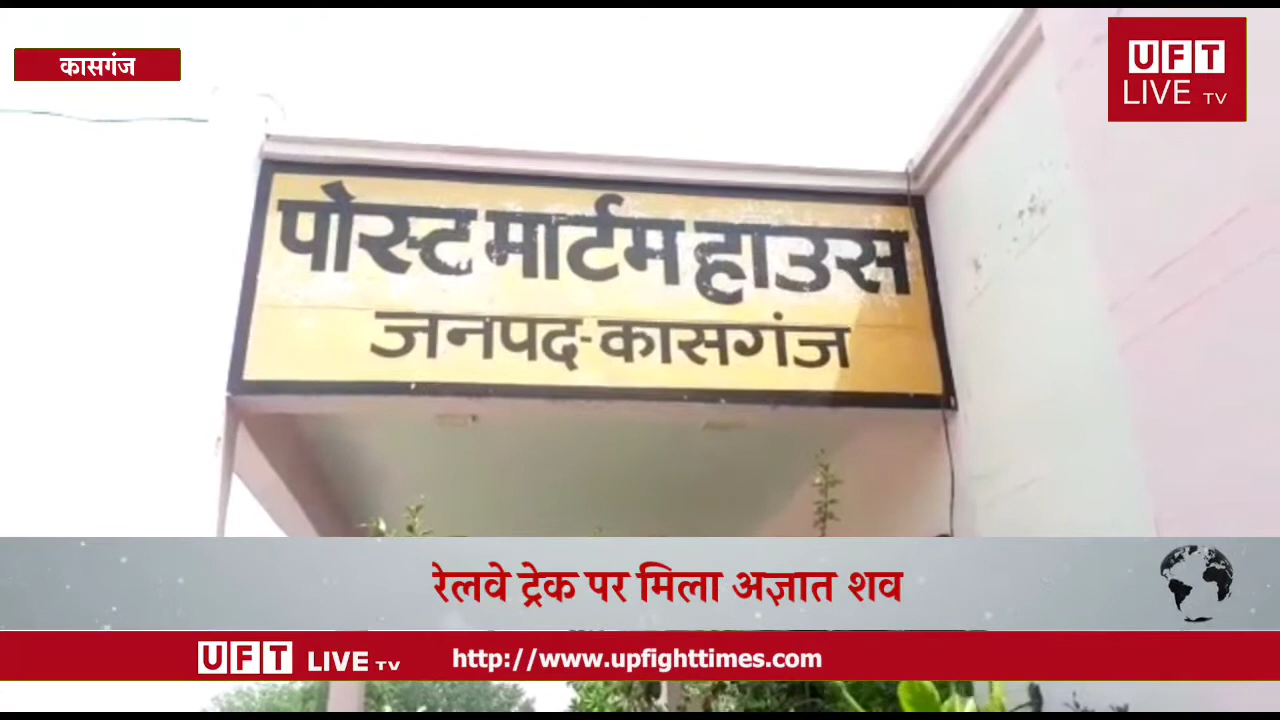 कासगंज
UFT
LIVE TV
पोस्ट मार्टम हाउस
जनपद-कासगंज
रेलवे ट्रेक पर मिला अज्ञात शव
UFT LIVE TV http://www.upfighttimes.com